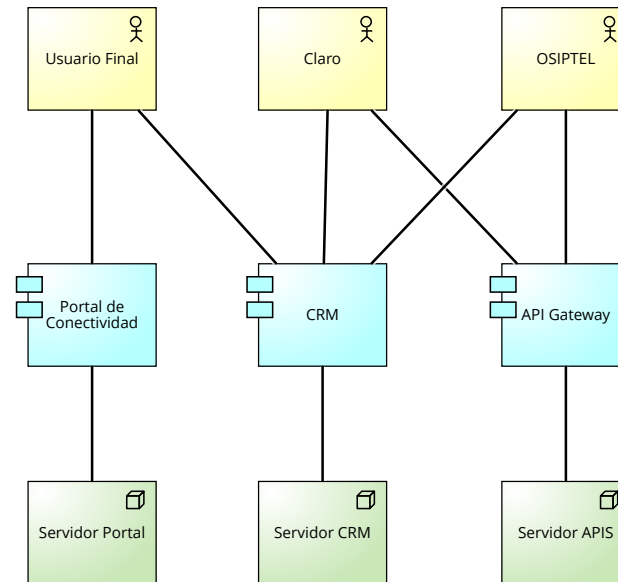 Usuario Final
Claro
OSIPTEL
Portal de
Conectividad
CRM
API Gateway
Servidor Portal
Servidor CRM
Servidor APIS